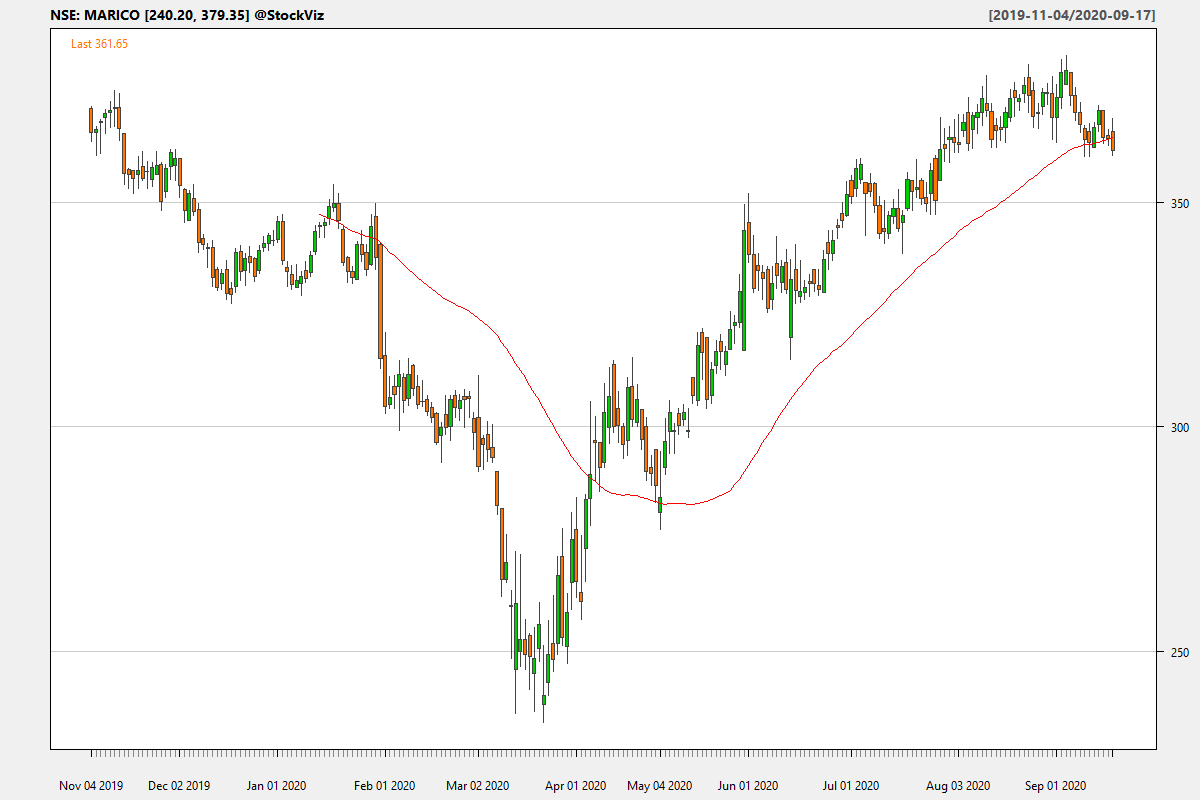 NSE: MARICO [240.20, 379.35] @StockViz [2019-11-04/2020-09-17]
Last 361.65
350
300
250
Nov 04 2019 Dec 02 2019 Jan 01 2020 Feb 01 2020 Mar 02 2020 Apr 01 2020 May 04 2020 Jun 01 2020 Jul 01 2020 Aug 03 2020 Sep 01 2020